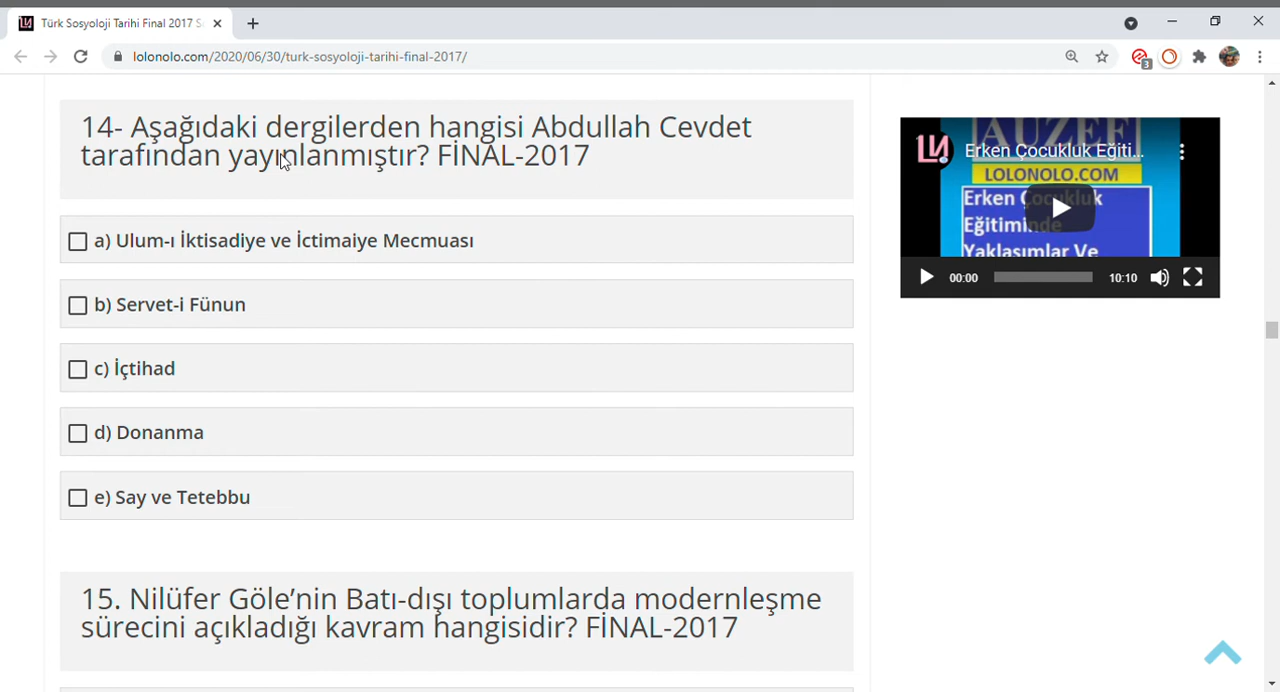 Türk Sosyoloji Tarihi Final 2017 S
lolonolo.com/2020/06/30/turk-sosyoloji-tarihi-final-2017/
3
14- Aşağıdaki dergilerden hangisi Abdullah Cevdet
tarafından yayınlanmıştır? FİNAL-2017
a) Ulum-ı İktisadiye ve İctimaiye Mecmuası
b) Servet-i Fünun
c) İçtihad
d) Donanma
e) Say ve Tetebbu
15. Nilüfer Göle’nin Batı-dışı toplumlarda modernleşme
sürecini açıkladığı kavram hangisidir? FİNAL-2017
AUZEF
Erken Çocukluk Eğiti...
LOLONOLO.COM
Erken Çocukluk
Eğitiminde
Yaklaşımlar Ve
00:00
10:10